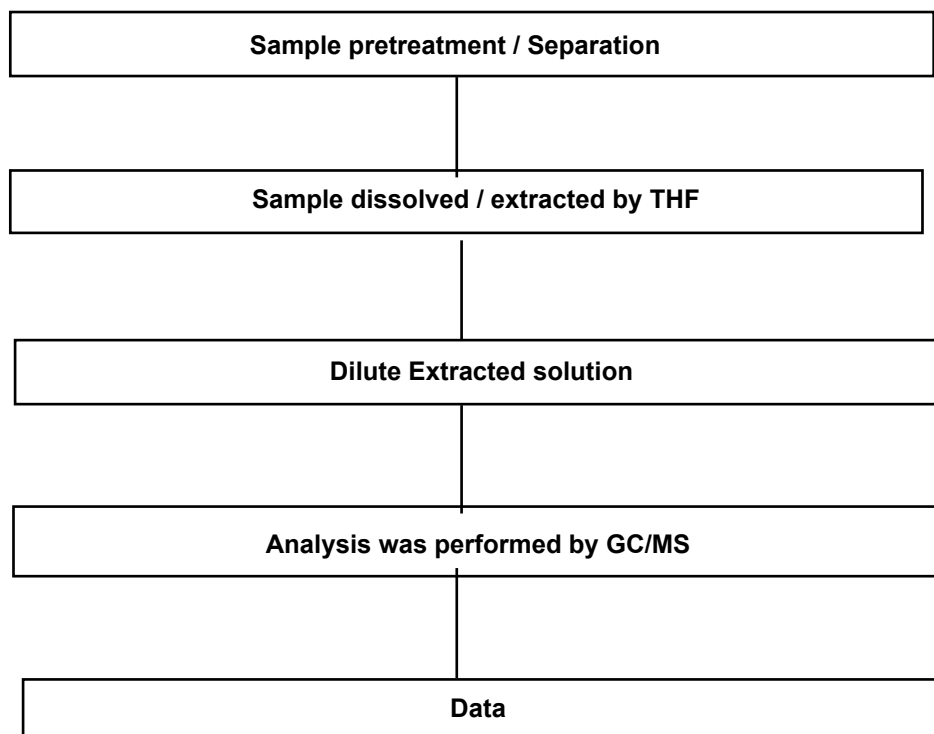 Sample pretreatment / Separation
Sample dissolved / extracted by THF
Dilute Extracted solution
Analysis was performed by GC/MS
Data